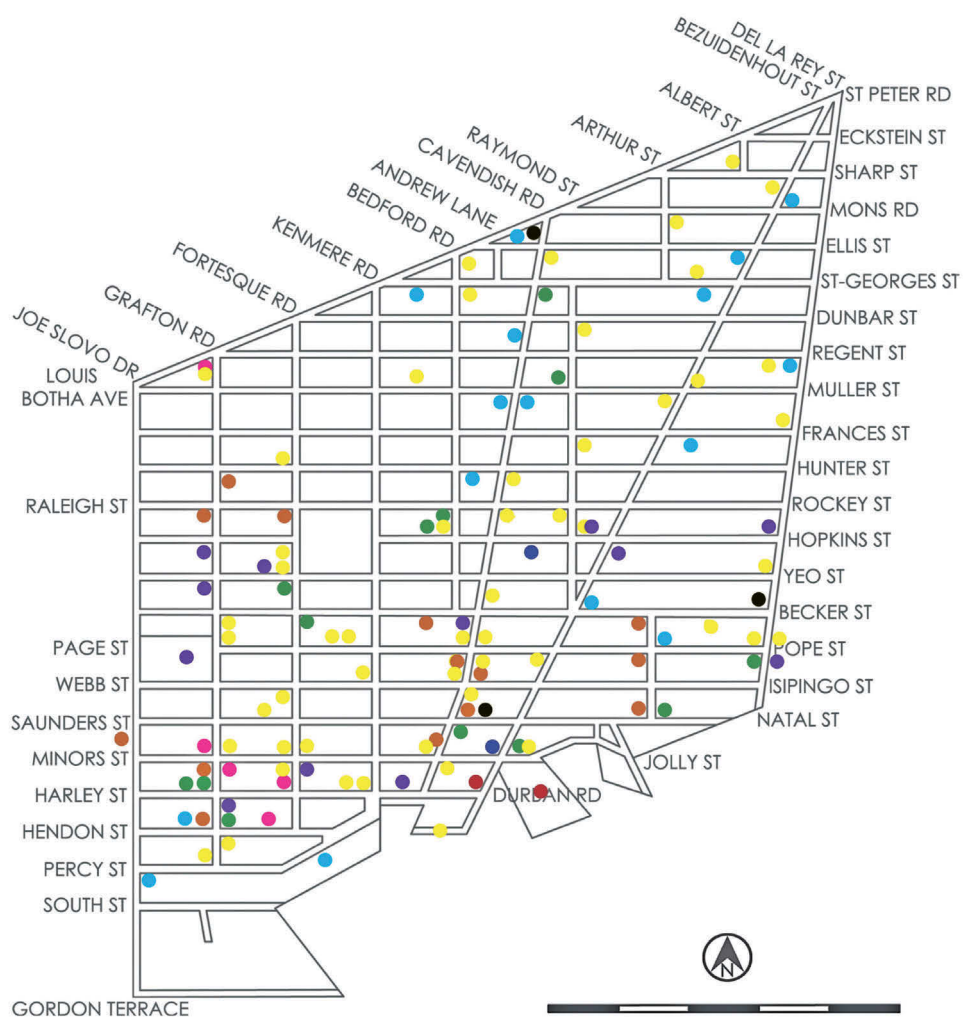 DEL LA REY ST
BEZUIDENHOUT ST
ST PETER RD
ALBERT ST
ECKSTEIN ST
ARTHUR ST
SHARP ST
RAYMOND ST
CAVENDISH RD
MONS RD
ANDREW LANE
BEDFORD RD
ELLIS ST
KENMERE RD
ST-GEORGES ST
FORTESQUE RD
DUNBAR ST
GRAFTON RD
REGENT ST
JOE SLOVO DR
LOUIS
BOTHA AVE
MULLER ST
FRANCES ST
HUNTER ST
RALEIGH ST
ROCKEY ST
HOPKINS ST
YEO ST
BECKER ST
PAGE ST
POPE ST
WEBB ST
ISIPINGO ST
SAUNDERS ST
NATAL ST
MINORS ST
JOLLY ST
HARLEY ST
DURBAN RD
HENDON ST
PERCY ST
SOUTH ST
N
GORDON TERRACE